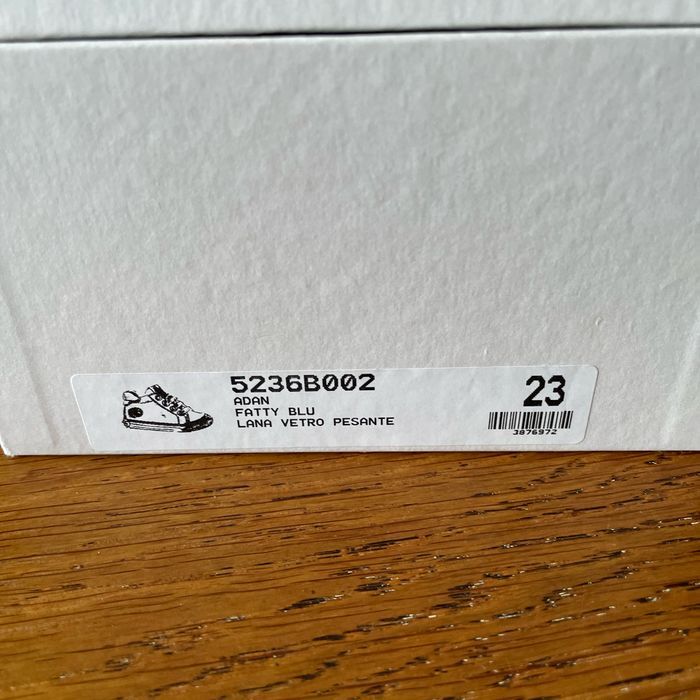 5236B002
ADAN
FATTY BLU
LANA VETRO PESANTE
23
3876972